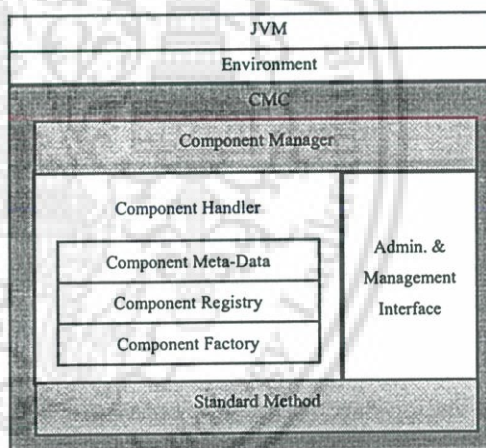 JVM
Environment
CMC
Component Manager
Component Handler
Component Meta-Data
Component Registry
Component Factory
Admin. &
Management
Interface
Standard Method